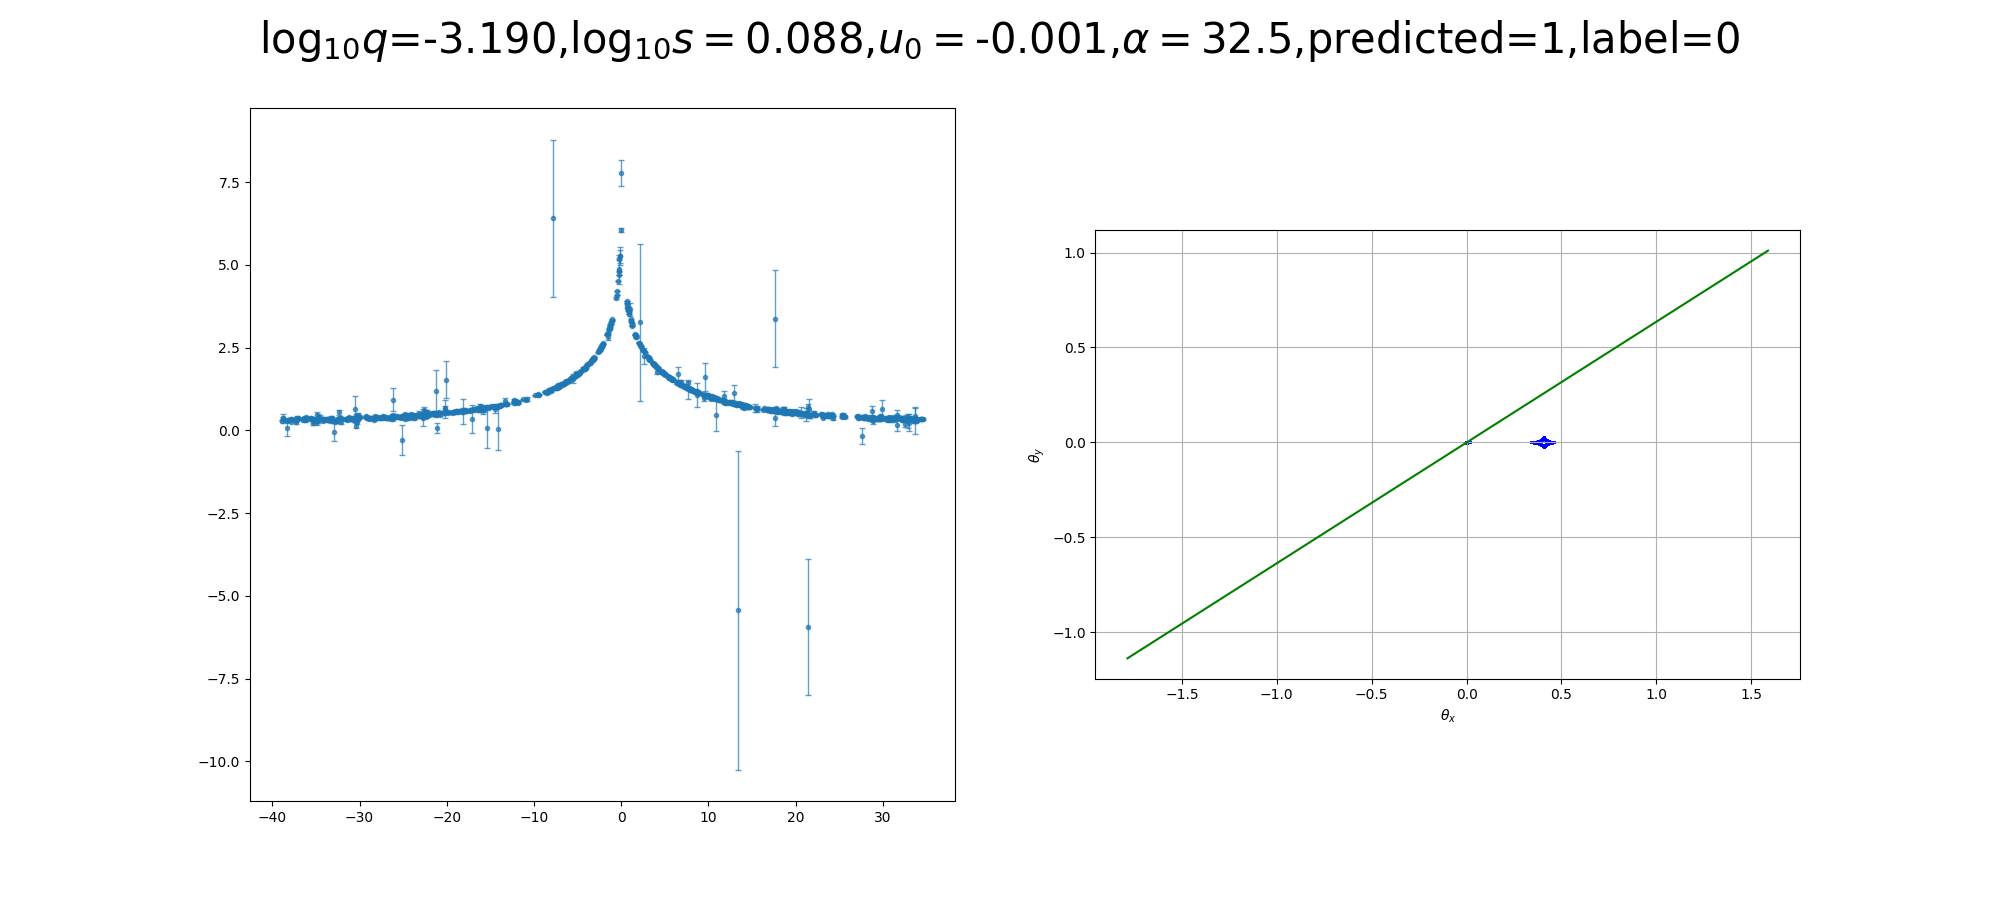 log₁₀q=-3.190,log₁₀s = 0.088,u₀ = -0.001,α = 32.5,predicted=1,label=0
7.5
5.0
2.5
0.0
−2.5
−5.0
−7.5
−10.0
−40 −30 −20 −10 0 10 20 30
1.0
0.5
0.0
−0.5
−1.0
θy
−1.5 −1.0 −0.5 0.0 0.5 1.0 1.5
θx